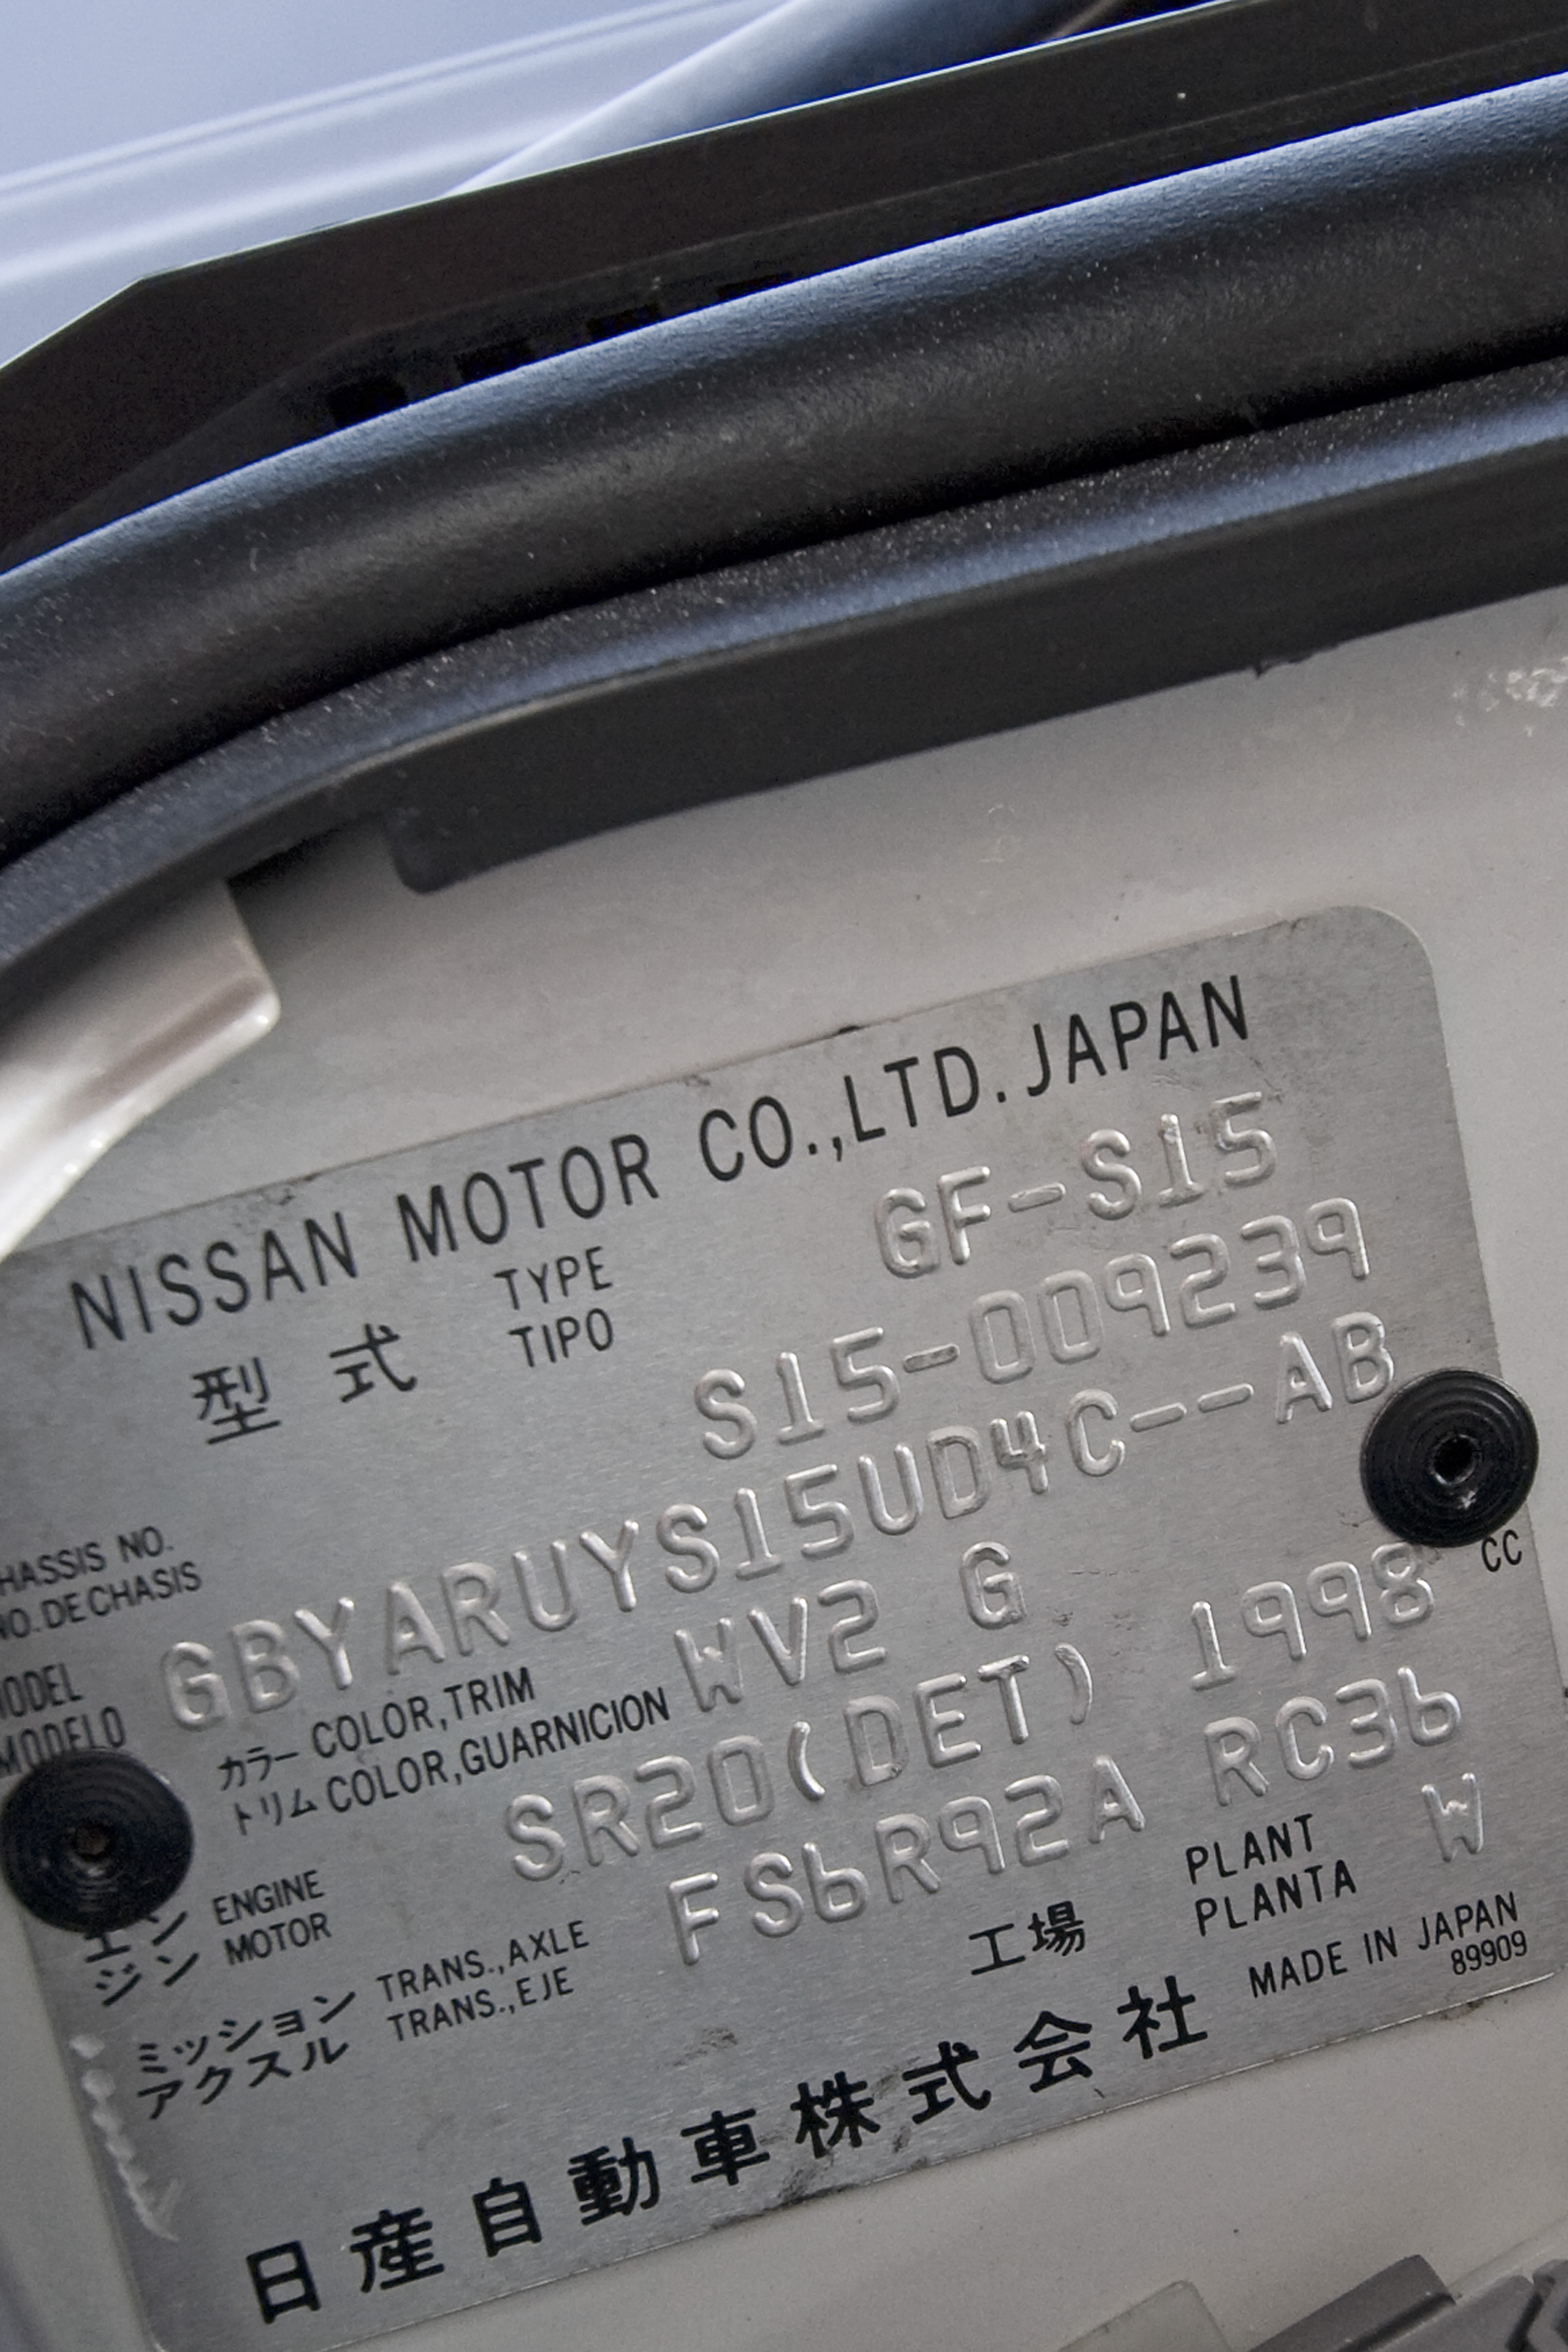 NISSAN MOTOR CO.,LTD. JAPAN
型式 TYPE GF-S15
TIPO
HASSIS NO. S15-009239
NO. DE CHASIS
ODEL GBYARUYS15UD4C--AB
MODELO
カラー COLOR,TRIM WV2 G
トリム COLOR,GUARNICION
エン ENGINE SR20(DET) 1998 CC
ジン MOTOR
ミッション TRANS.,AXLE FS6R92A RC36
アクスル TRANS.,EJE
工場 PLANT W
PLANTA
日産自動車株式会社 MADE IN JAPAN
89909